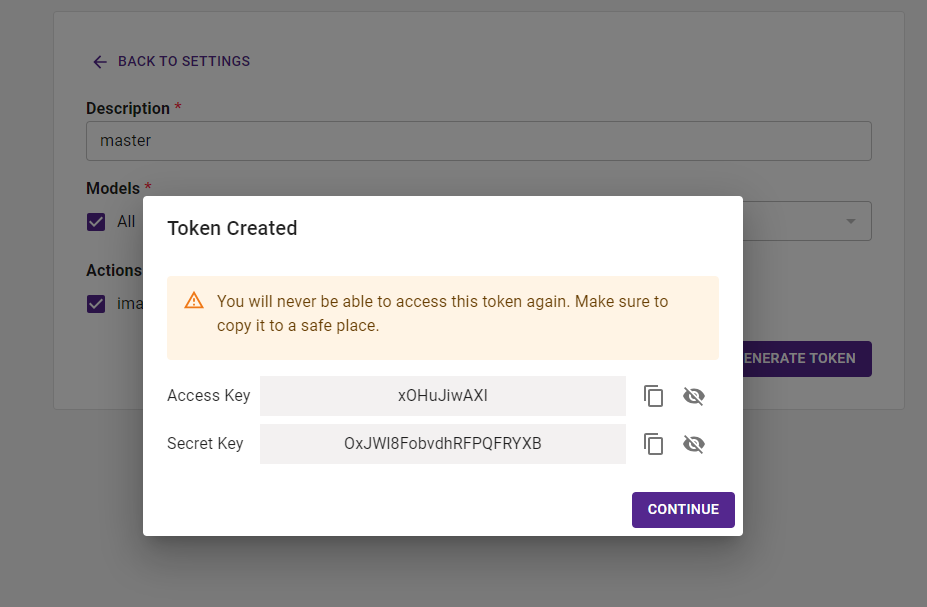 BACK TO SETTINGS
Description *
master
Models *
All
Token Created
Actions
You will never be able to access this token again. Make sure to
copy it to a safe place.
ima
ENERATE TOKEN
Access Key
xOHuJiwAXI
Secret Key
OxJWI8FobvdhRFPQFRYXB
CONTINUE